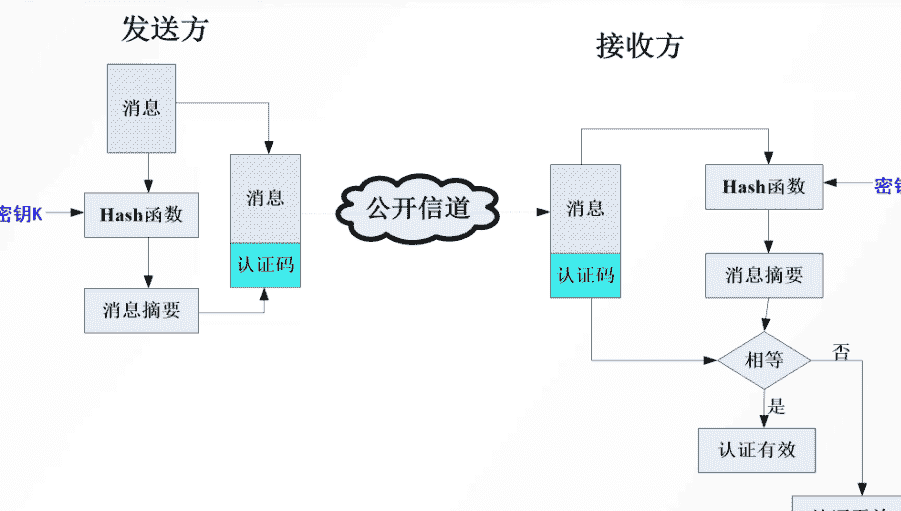 发送方
接收方
消息
消息
Hash函数
密钥K
认证码
消息摘要
公开信道
消息
认证码
Hash函数
密钥
消息摘要
相等
否
是
认证有效